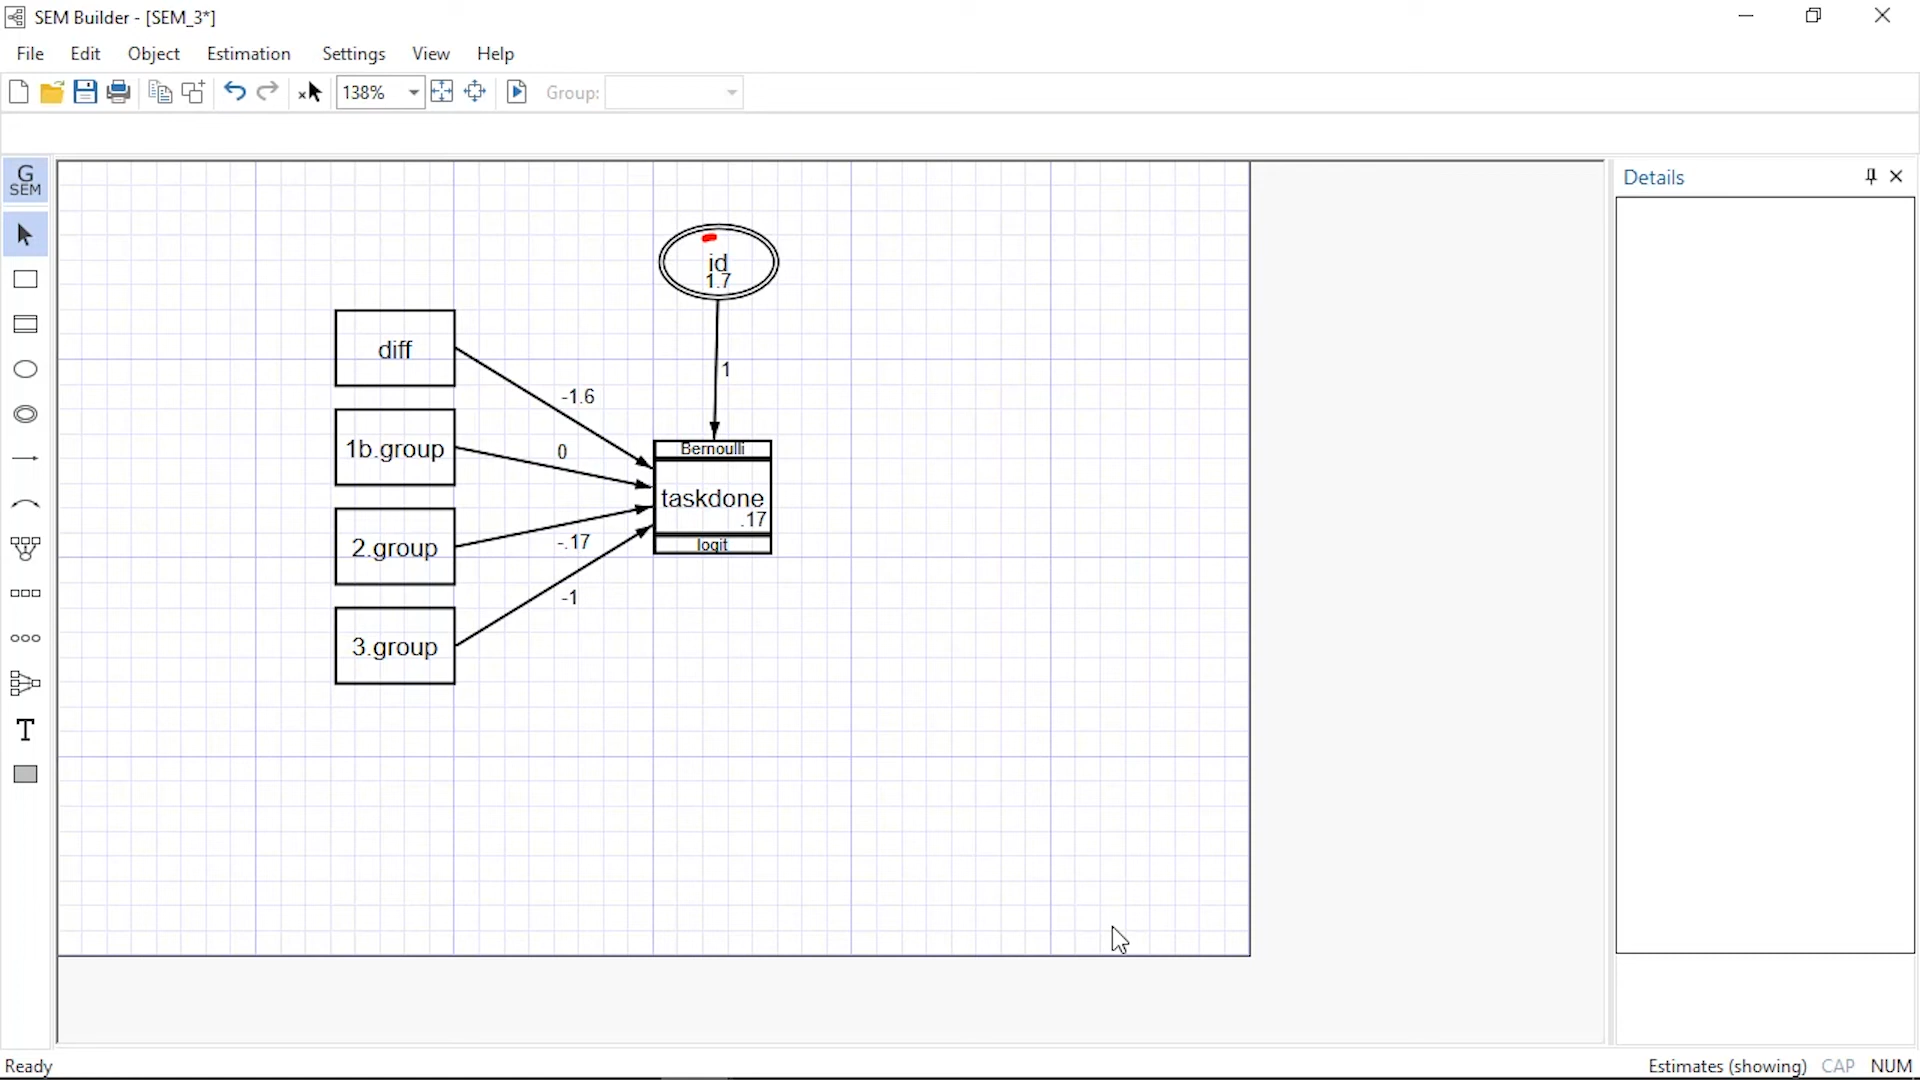 SEM Builder - [SEM_3*]
File Edit Object Estimation Settings View Help
138% Group:
G
SEM
Details
id
1.7
diff
1
-1.6
1b.group
0
Bernoulli
taskdone
.17
logit
2.group
-.17
-1
3.group
T
Ready Estimates (showing) CAP NUM